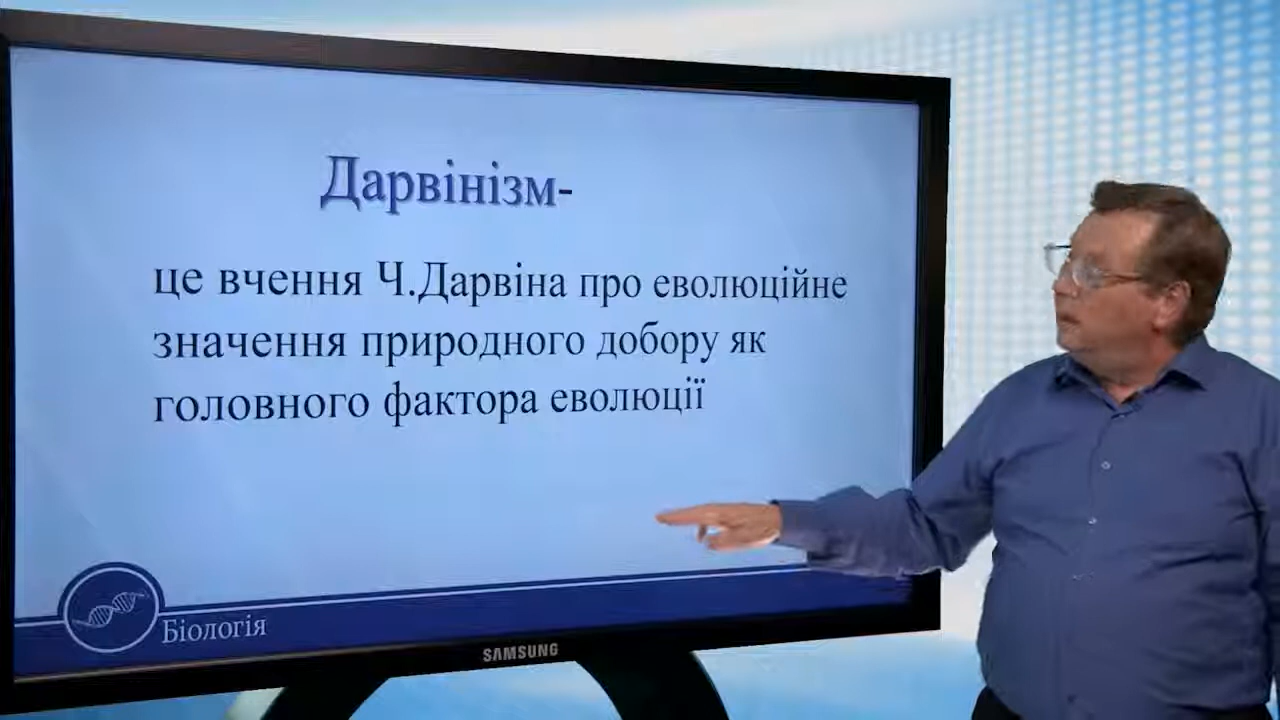 Дарвінізм-
це вчення Ч.Дарвіна про еволюційне
значення природного добору як
головного фактора еволюції
Біологія
SAMSUNG